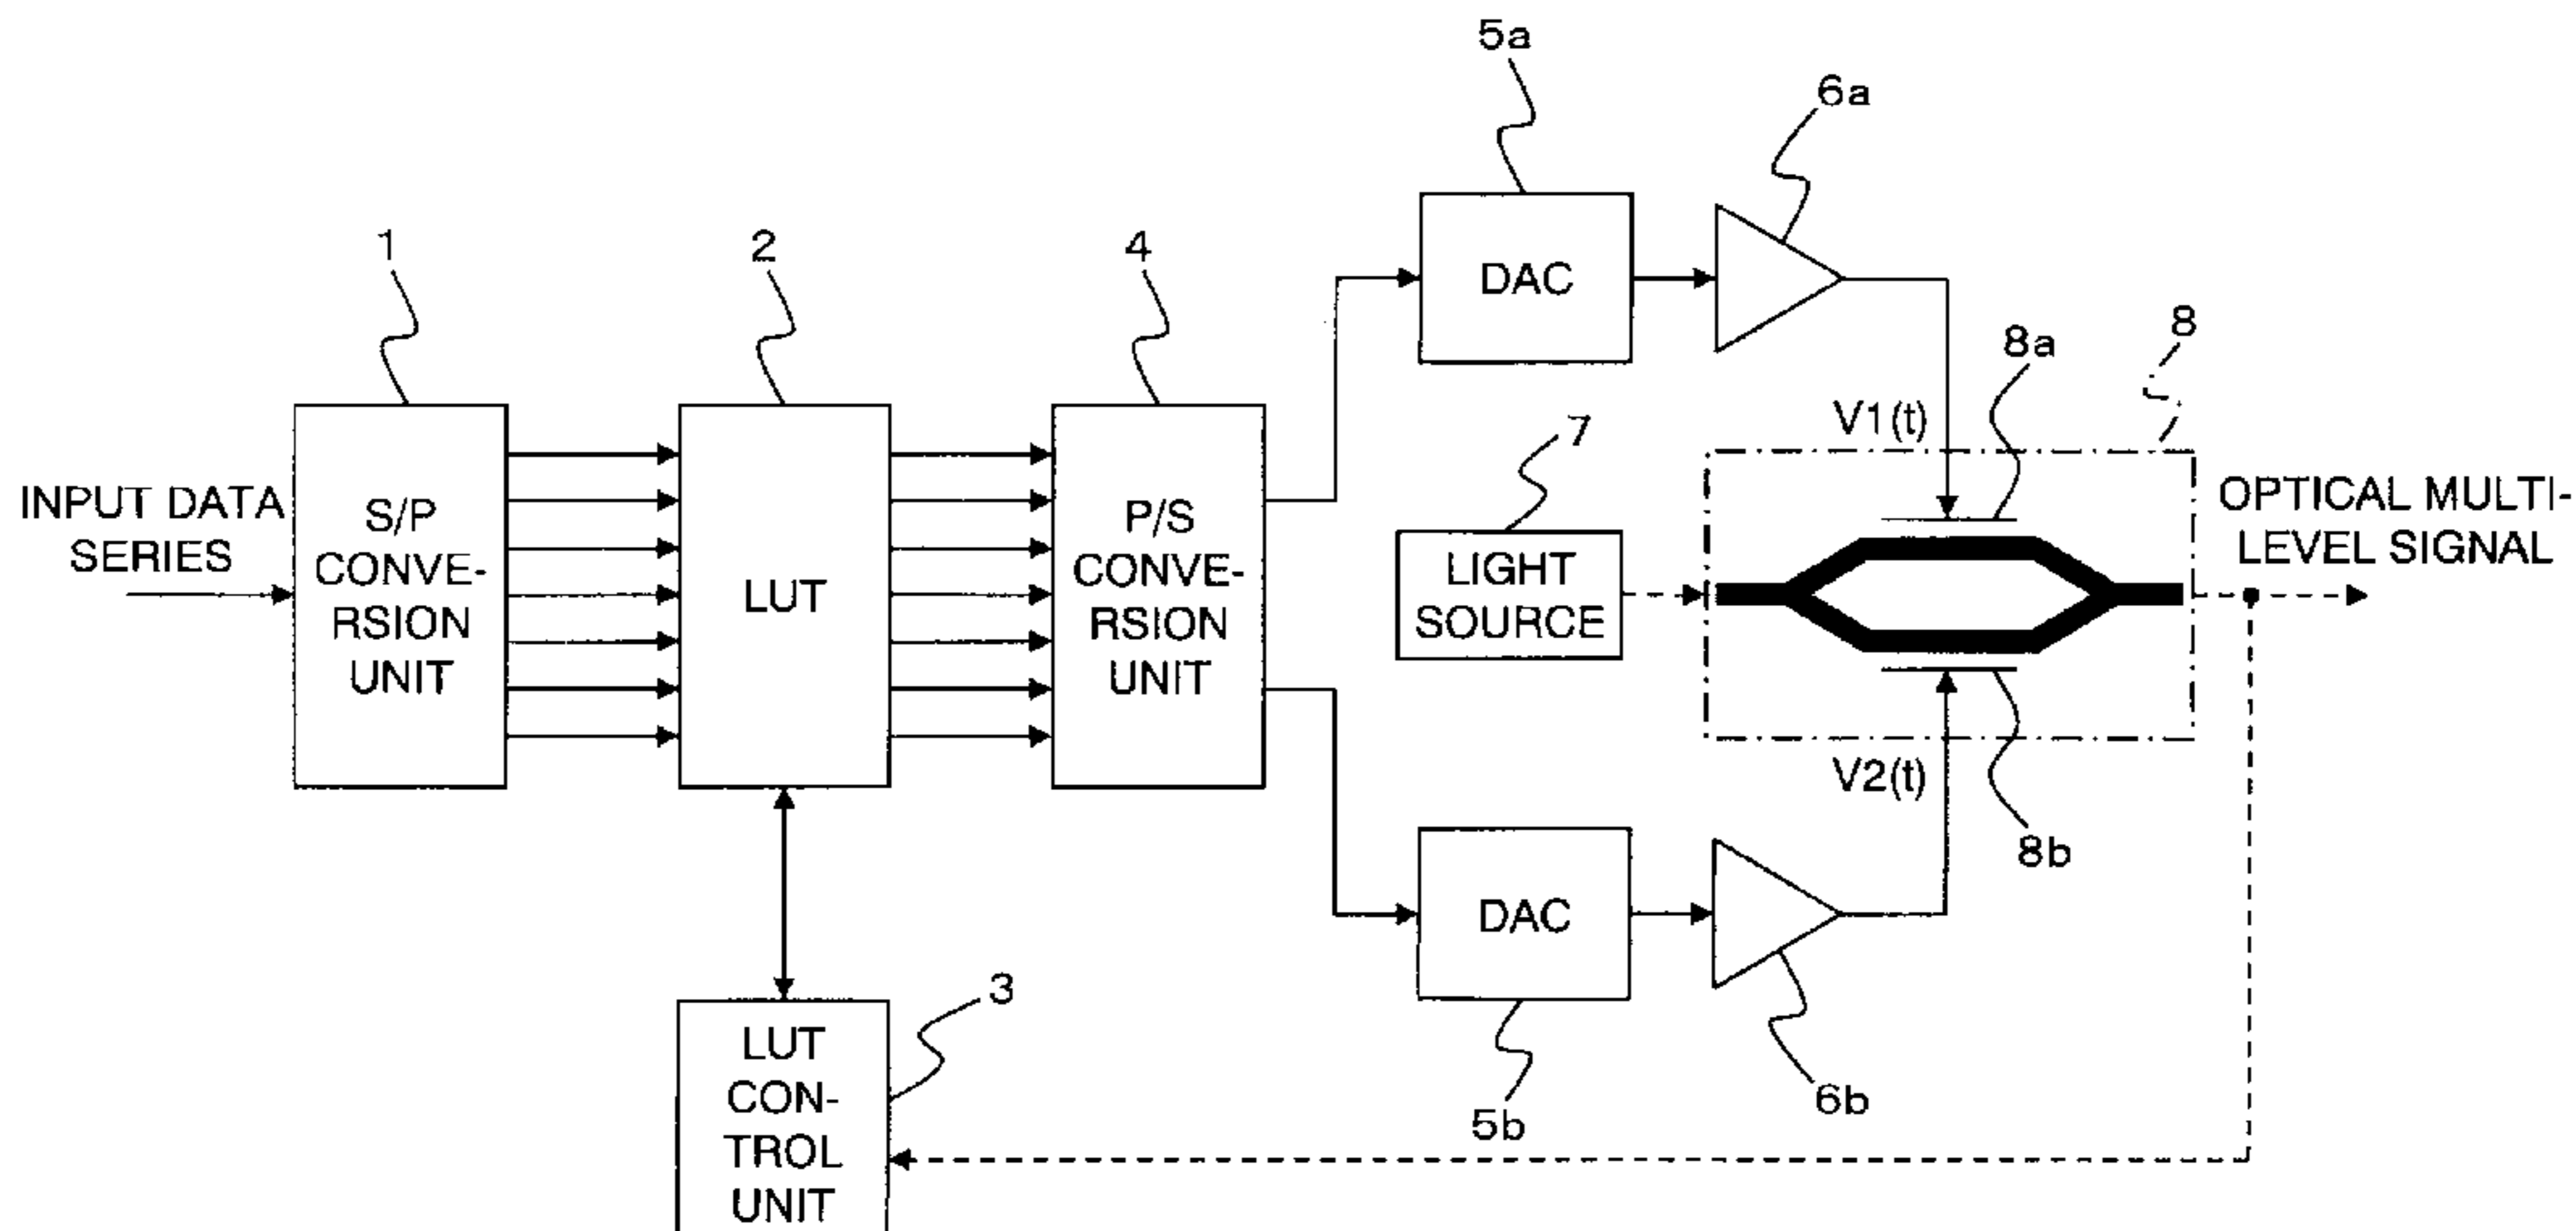 5a
6a
1
2
4
DAC
8
8a
V1(t)
7
INPUT DATA
SERIES
S/P
CONVE-
RSION
UNIT
LUT
P/S
CONVE-
RSION
UNIT
LIGHT
SOURCE
OPTICAL MULTI-
LEVEL SIGNAL
V2(t)
8b
DAC
3
LUT
CON-
TROL
UNIT
5b
6b